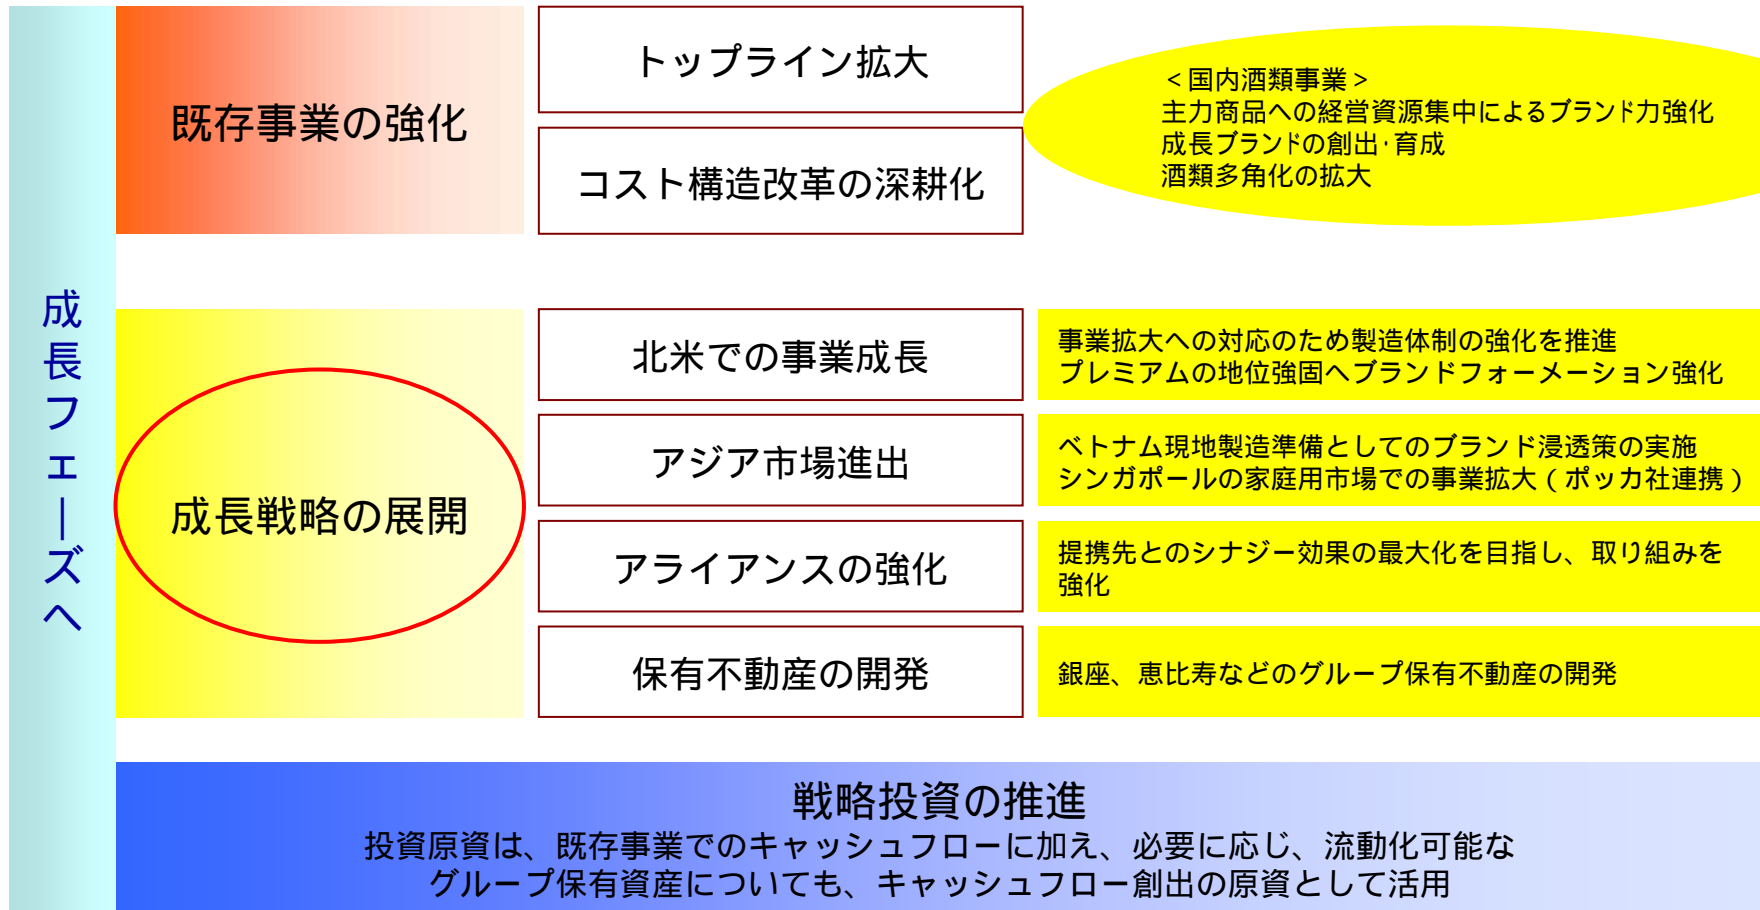 成長フェーズへ
既存事業の強化
トップライン拡大
コスト構造改革の深耕化
＜国内酒類事業＞
主力商品への経営資源集中によるブランド力強化
成長ブランドの創出･育成
酒類多角化の拡大
成長戦略の展開
北米での事業成長
事業拡大への対応のため製造体制の強化を推進
プレミアムの地位強固へブランドフォーメーション強化
アジア市場進出
ベトナム現地製造準備としてのブランド浸透策の実施
シンガポールの家庭用市場での事業拡大（ポッカ社連携）
アライアンスの強化
提携先とのシナジー効果の最大化を目指し、取り組みを
強化
保有不動産の開発
銀座、恵比寿などのグループ保有不動産の開発
戦略投資の推進
投資原資は、既存事業でのキャッシュフローに加え、必要に応じ、流動化可能な
グループ保有資産についても、キャッシュフロー創出の原資として活用